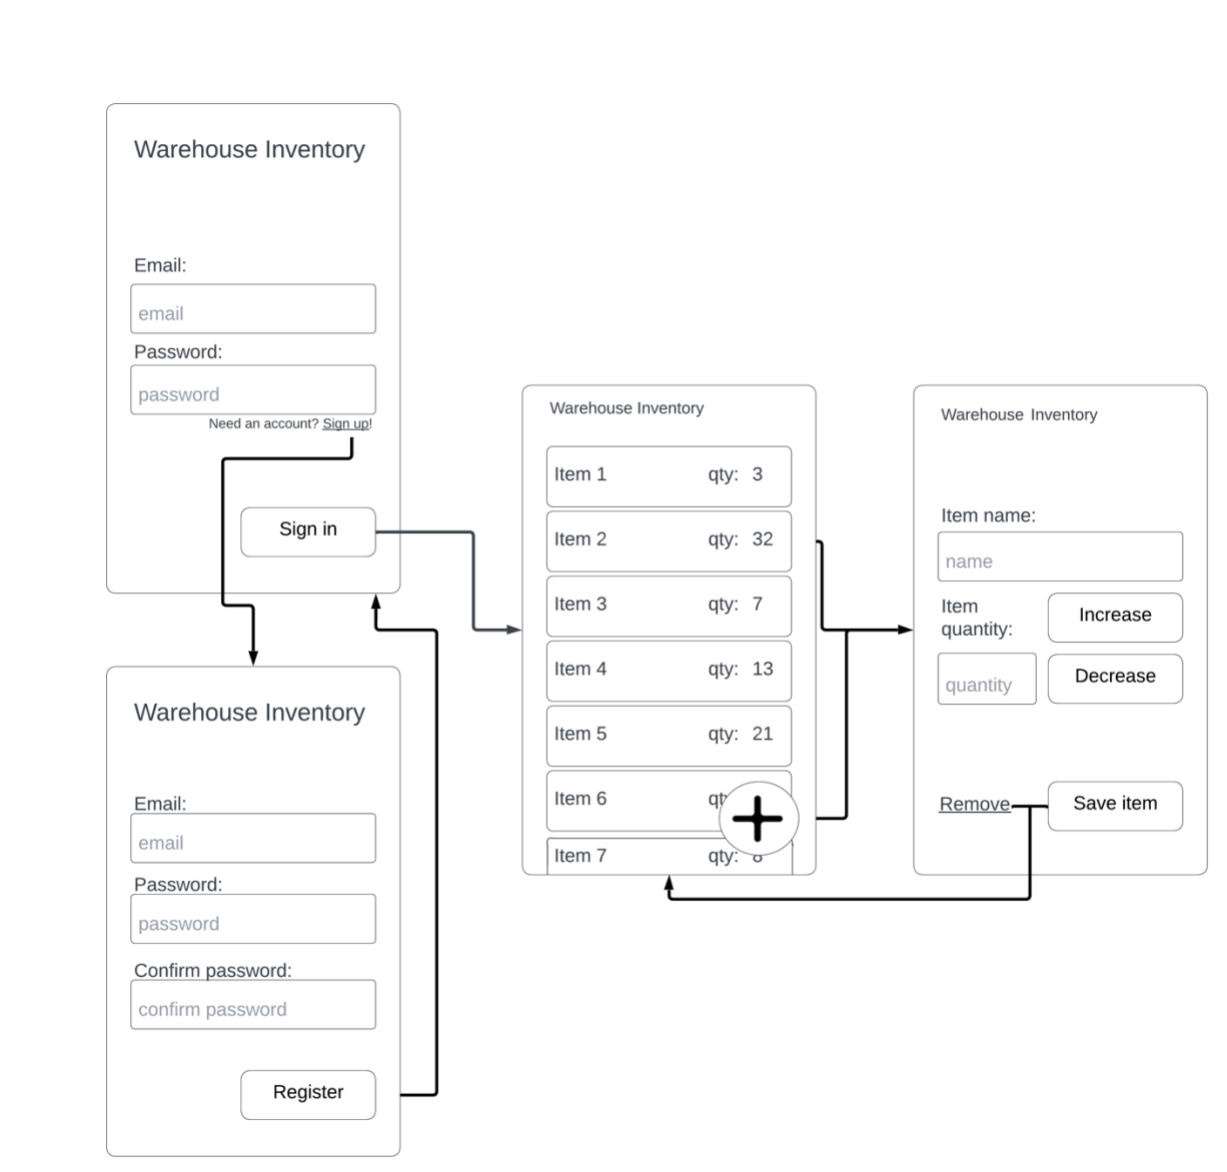 Warehouse Inventory
Email:
email
Password:
password
Need an account? Sign up!
Sign in
Warehouse Inventory
Email:
email
Password:
password
Confirm password:
confirm password
Register
Warehouse Inventory
Item 1 qty: 3
Item 2 qty: 32
Item 3 qty: 7
Item 4 qty: 13
Item 5 qty: 21
Item 6
Item 7 qty:
Warehouse Inventory
Item name:
name
Item
quantity:
Increase
quantity
Decrease
Remove
Save item